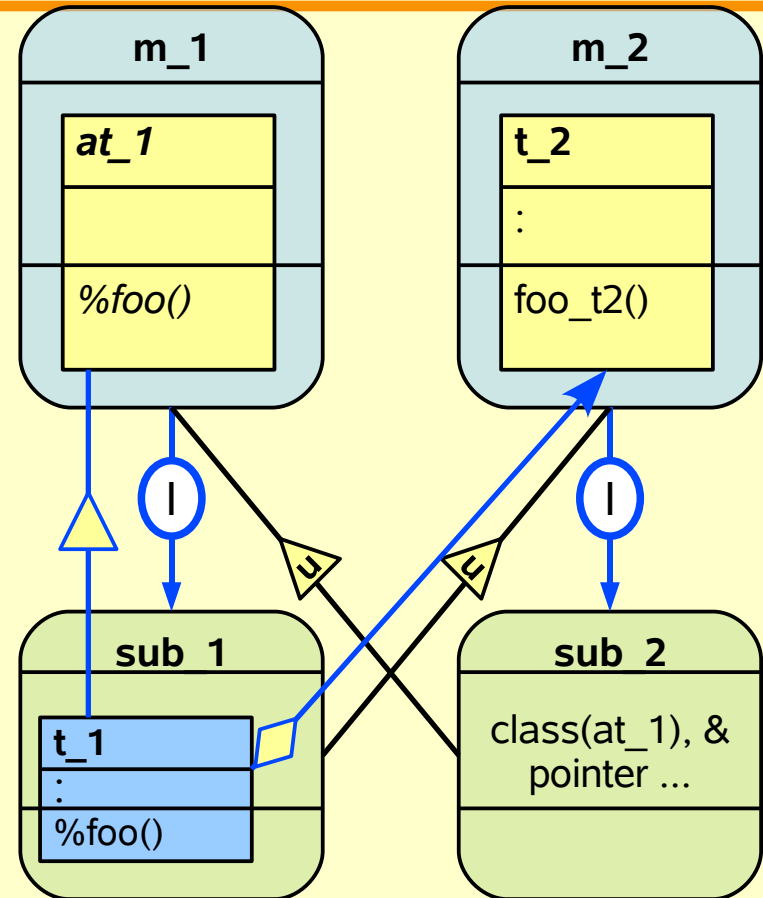 m_1
at_1
%foo()
m_2
t_2
:
foo_t2()
I
I
u
u
sub_1
t_1
:
%foo()
sub_2
class(at_1), &
pointer ...